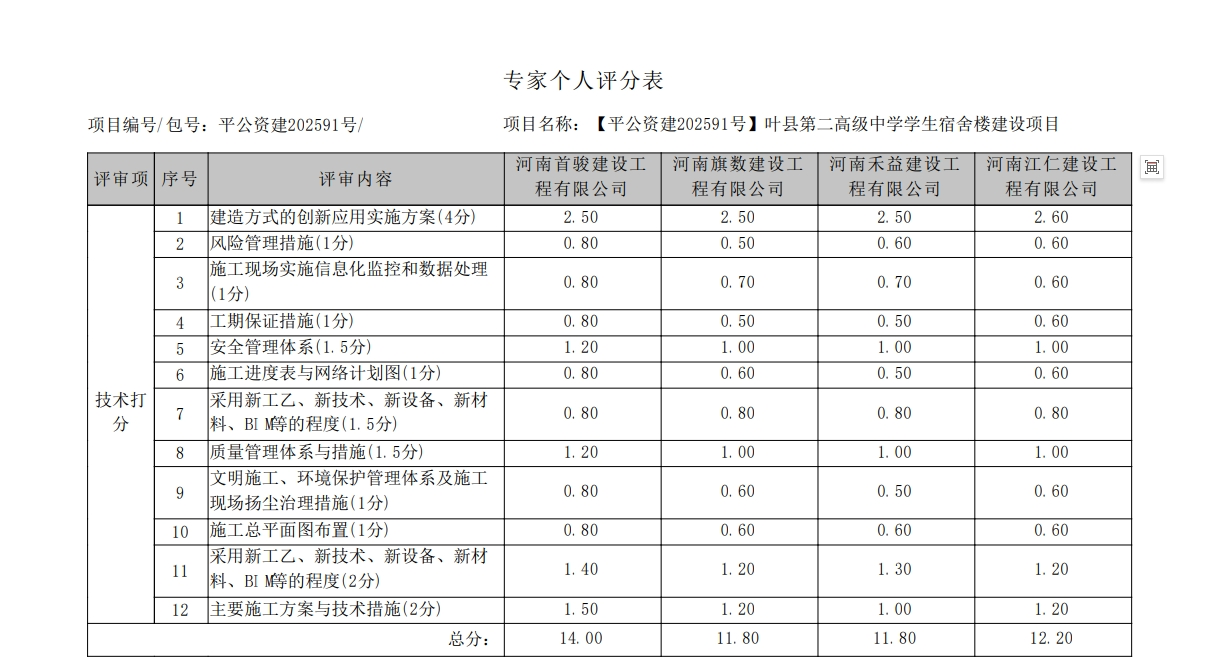 专家个人评分表
项目编号/包号：平公资建202591号/ 项目名称：【平公资建202591号】叶县第二高级中学学生宿舍楼建设项目
评审项 序号 评审内容 河南首骏建设工程有限公司 河南旗数建设工程有限公司 河南禾益建设工程有限公司 河南江仁建设工程有限公司
技术打分
1 建造方式的创新应用实施方案(4分) 2.50 2.50 2.50 2.60
2 风险管理措施(1分) 0.80 0.50 0.60 0.60
3 施工现场实施信息化监控和数据处理(1分) 0.80 0.70 0.70 0.60
4 工期保证措施(1分) 0.80 0.50 0.50 0.60
5 安全管理体系(1.5分) 1.20 1.00 1.00 1.00
6 施工进度表与网络计划图(1分) 0.80 0.60 0.50 0.60
7 采用新工乙、新技术、新设备、新材料、BIM等的程度(1.5分) 0.80 0.80 0.80 0.80
8 质量管理体系与措施(1.5分) 1.20 1.00 1.00 1.00
9 文明施工、环境保护管理体系及施工现场扬尘治理措施(1分) 0.80 0.60 0.50 0.60
10 施工总平面图布置(1分) 0.80 0.60 0.60 0.60
11 采用新工乙、新技术、新设备、新材料、BIM等的程度(2分) 1.40 1.20 1.30 1.20
12 主要施工方案与技术措施(2分) 1.50 1.20 1.00 1.20
总分： 14.00 11.80 11.80 12.20